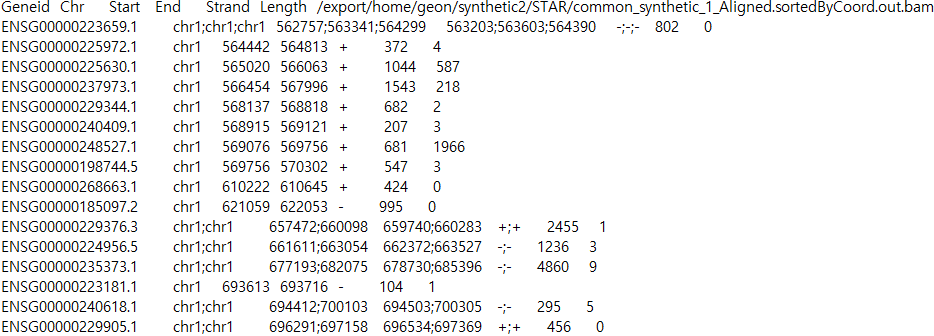 Geneid Chr Start End Strand Length /export/home/geon/synthetic2/STAR/common_synthetic_1_Aligned.sortedByCoord.out.bam
ENSG00000223659.1 chr1;chr1;chr1 562757;563341;564299 563203;563603;564390 -;-;- 802 0
ENSG00000225972.1 chr1 564442 564813 + 372 4
ENSG00000225630.1 chr1 565020 566063 + 1044 587
ENSG00000237973.1 chr1 566454 567996 + 1543 218
ENSG00000229344.1 chr1 568137 568818 + 682 2
ENSG00000240409.1 chr1 568915 569121 + 207 3
ENSG00000248527.1 chr1 569076 569756 + 681 1966
ENSG00000198744.5 chr1 569756 570302 + 547 3
ENSG00000268663.1 chr1 610222 610645 + 424 0
ENSG00000185097.2 chr1 621059 622053 - 995 0
ENSG00000229376.3 chr1;chr1 657472;660098 659740;660283 +;+ 2455 1
ENSG00000224956.5 chr1;chr1 661611;663054 662372;663527 -;- 1236 3
ENSG00000235373.1 chr1;chr1 677193;682075 678730;685396 -;- 4860 9
ENSG00000223181.1 chr1 693613 693716 - 104 1
ENSG00000240618.1 chr1;chr1 694412;700103 694503;700305 -;- 295 5
ENSG00000229905.1 chr1;chr1 696291;697158 696534;697369 +;+ 456 0